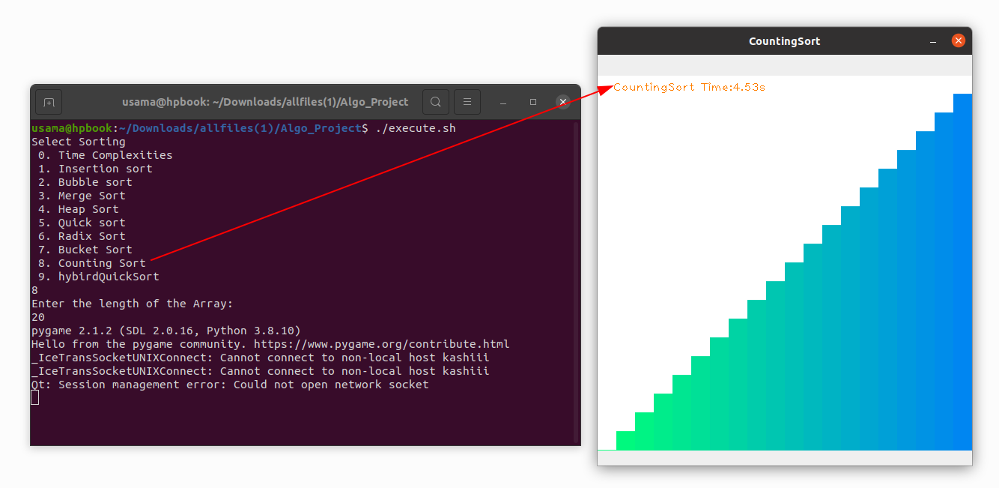 usama@hpbook: ~/Downloads/allfiles(1)/Algo_Project
usama@hpbook:~/Downloads/allfiles(1)/Algo_Project$ ./execute.sh
Select Sorting
0. Time Complexities
1. Insertion sort
2. Bubble sort
3. Merge Sort
4. Heap Sort
5. Quick sort
6. Radix Sort
7. Bucket Sort
8. Counting Sort
9. hybirdQuickSort
8
Enter the length of the Array:
20
pygame 2.1.2 (SDL 2.0.16, Python 3.8.10)
Hello from the pygame community. https://www.pygame.org/contribute.html
_IceTransSocketUNIXConnect: Cannot connect to non-local host kashiii
_IceTransSocketUNIXConnect: Cannot connect to non-local host kashiii
Qt: Session management error: Could not open network socket
CountingSort
CountingSort Time:4.53s